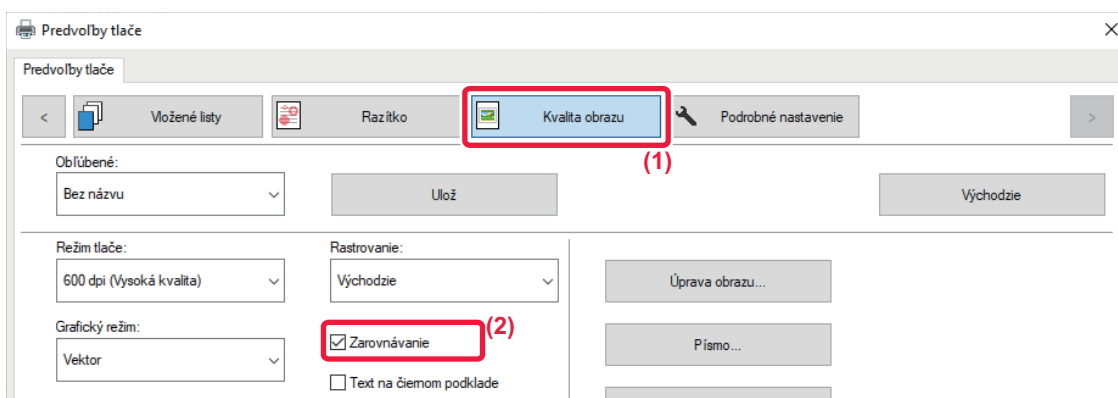 Predvoľby tlače
Predvoľby tlače
< Vložené listy Razítko Kvalita obrazu Podrobné nastavenie >
(1)
Obľúbené:
Bez názvu Ulož Východzie
Režim tlače: Rastrovanie:
600 dpi (Vysoká kvalita) Východzie Úprava obrazu...
Grafický režim: (2)
Vektor Zarovnávanie Písmo...
Text na čiernom podklade